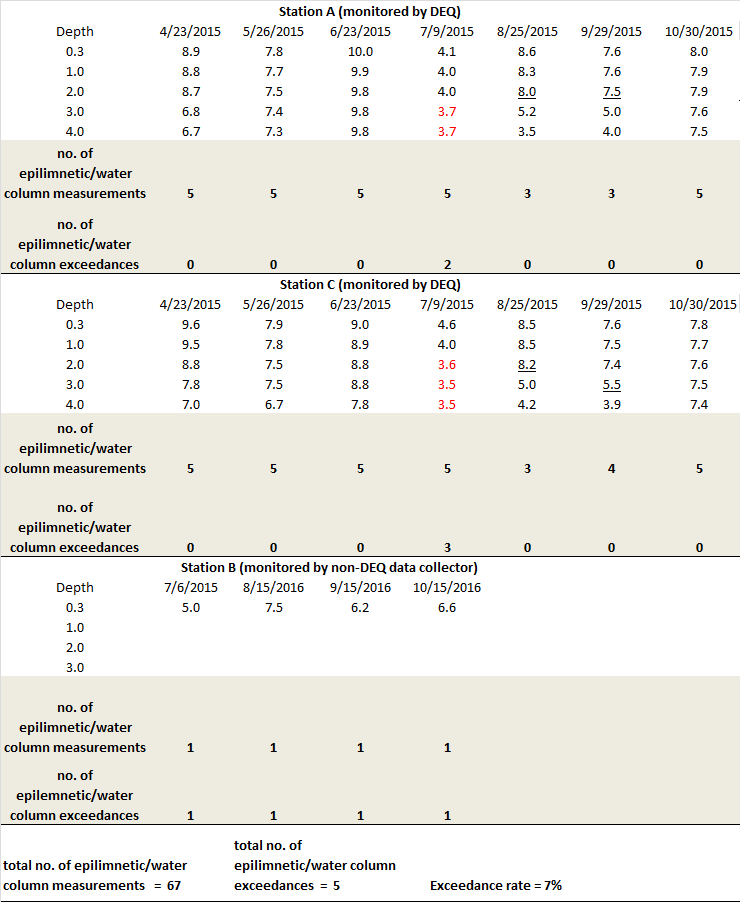 Station A (monitored by DEQ)
Depth 4/23/2015 5/26/2015 6/23/2015 7/9/2015 8/25/2015 9/29/2015 10/30/2015
0.3 8.9 7.8 10.0 4.1 8.6 7.6 8.0
1.0 8.8 7.7 9.9 4.0 8.3 7.6 7.9
2.0 8.7 7.5 9.8 4.0 8.0 7.5 7.9
3.0 6.8 7.4 9.8 3.7 5.2 5.0 7.6
4.0 6.7 7.3 9.8 3.7 3.5 4.0 7.5
no. of
epilimnetic/water
column measurements 5 5 5 5 3 3 5
no. of
epilimnetic/water
column exceedances 0 0 0 2 0 0 0
Station C (monitored by DEQ)
Depth 4/23/2015 5/26/2015 6/23/2015 7/9/2015 8/25/2015 9/29/2015 10/30/2015
0.3 9.6 7.9 9.0 4.6 8.5 7.6 7.8
1.0 9.5 7.8 8.9 4.0 8.5 7.5 7.7
2.0 8.8 7.5 8.8 3.6 8.2 7.4 7.6
3.0 7.8 7.5 8.8 3.5 5.0 5.5 7.5
4.0 7.0 6.7 7.8 3.5 4.2 3.9 7.4
no. of
epilimnetic/water
column measurements 5 5 5 5 3 4 5
no. of
epilimnetic/water
column exceedances 0 0 0 3 0 0 0
Station B (monitored by non-DEQ data collector)
Depth 7/6/2015 8/15/2016 9/15/2016 10/15/2016
0.3 5.0 7.5 6.2 6.6
1.0
2.0
3.0
no. of
epilimnetic/water
column measurements 1 1 1 1
no. of
epilemnetic/water
column exceedances 1 1 1 1
total no. of
total no. of epilimnetic/water epilimnetic/water column
column measurements = 67 exceedances = 5 Exceedance rate = 7%